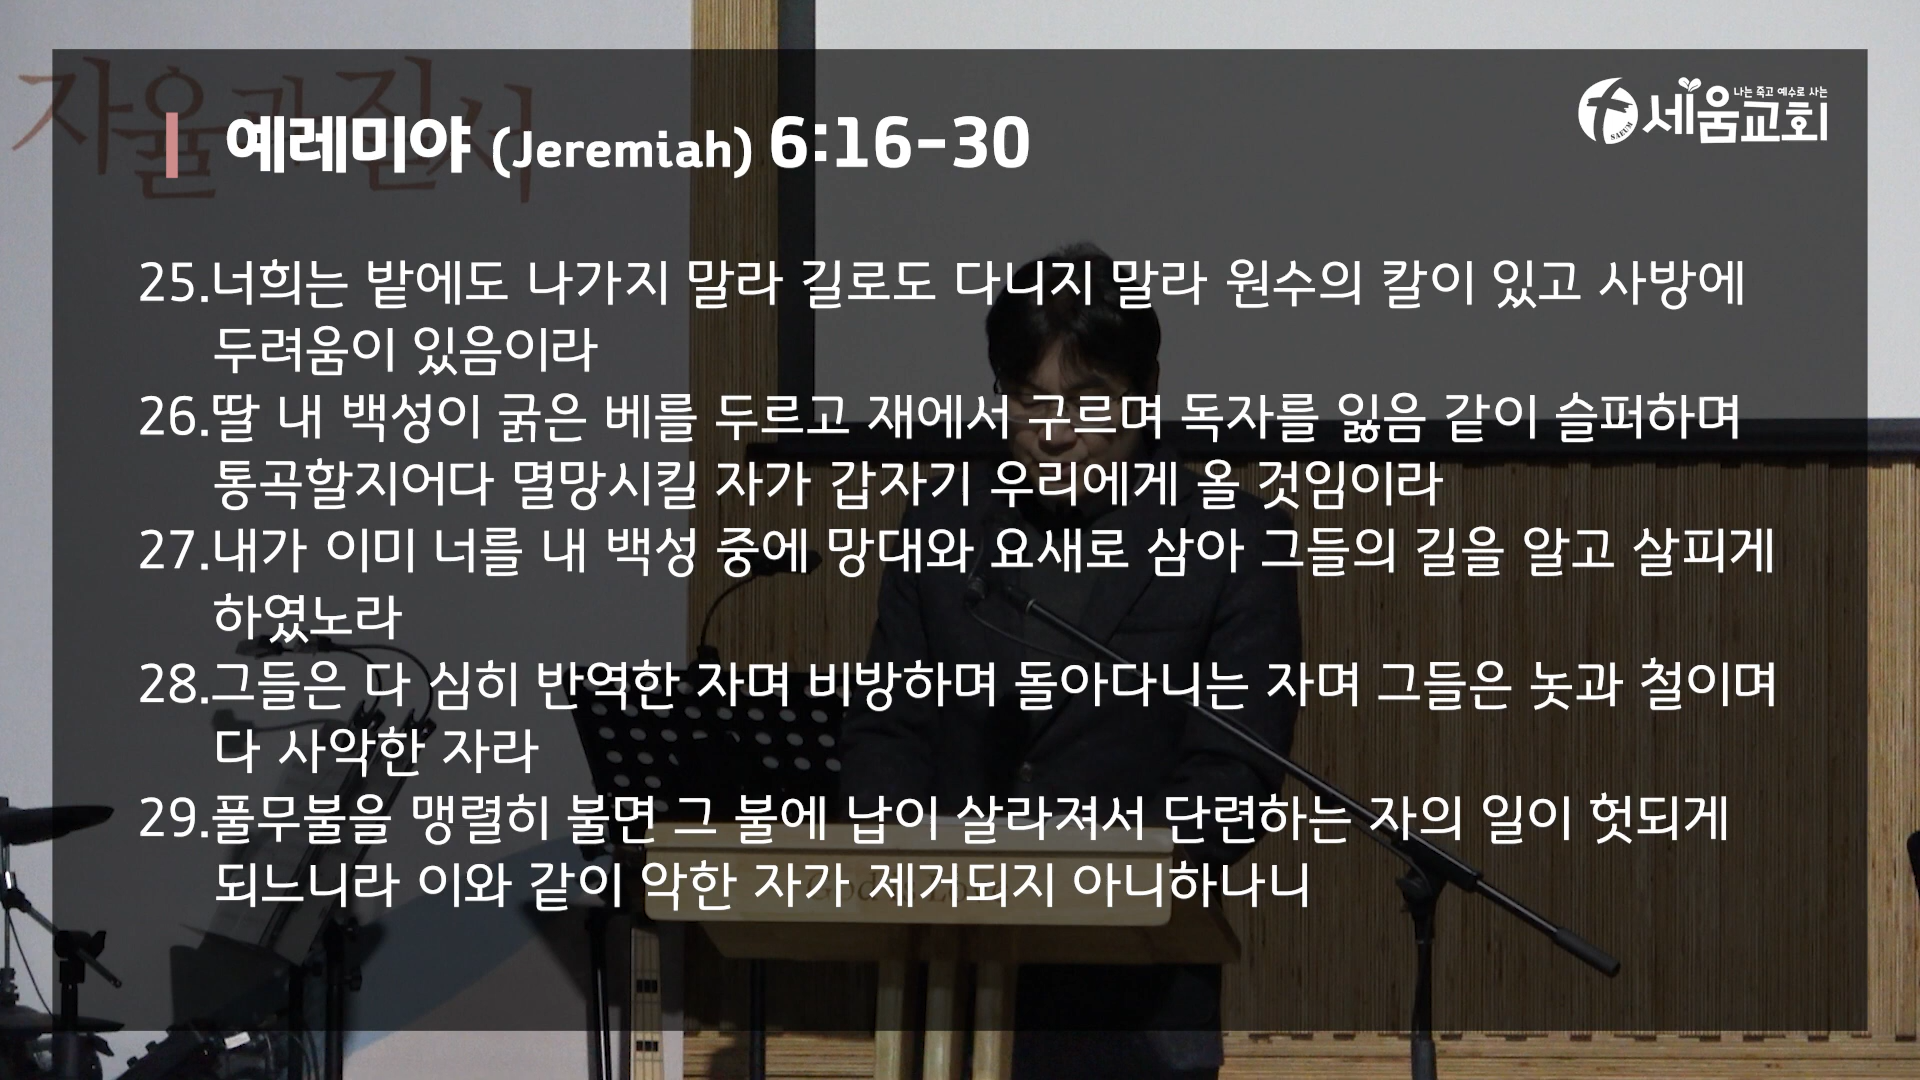 자율과 질서
예레미야 (Jeremiah) 6:16-30
나는 죽고 예수로 사는
세움교회
SAEUM
25.너희는 밭에도 나가지 말라 길로도 다니지 말라 원수의 칼이 있고 사방에
두려움이 있음이라
26.딸 내 백성이 굵은 베를 두르고 재에서 구르며 독자를 잃음 같이 슬퍼하며
통곡할지어다 멸망시킬 자가 갑자기 우리에게 올 것임이라
27.내가 이미 너를 내 백성 중에 망대와 요새로 삼아 그들의 길을 알고 살피게
하였노라
28.그들은 다 심히 반역한 자며 비방하며 돌아다니는 자며 그들은 놋과 철이며
다 사악한 자라
29.풀무불을 맹렬히 불면 그 불에 납이 살라져서 단련하는 자의 일이 헛되게
되느니라 이와 같이 악한 자가 제거되지 아니하나니